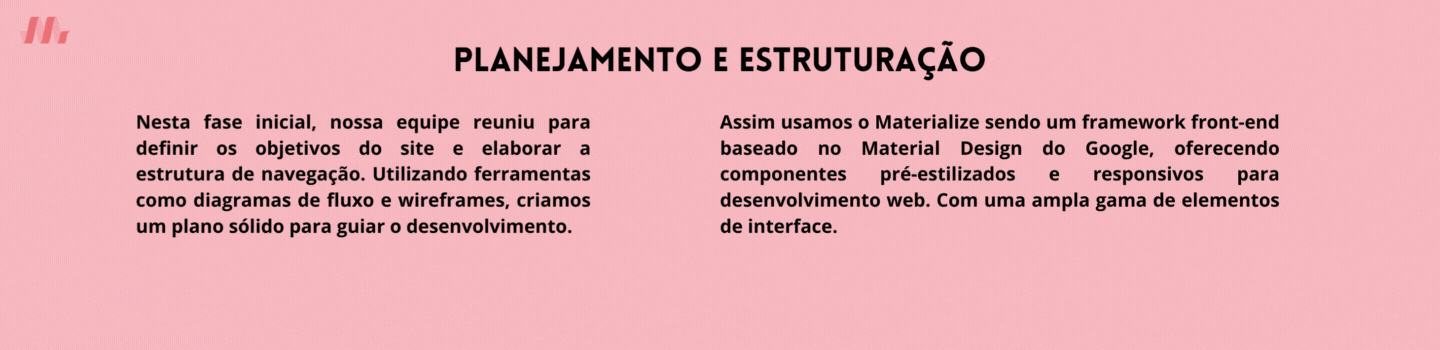 PLANEJAMENTO E ESTRUTURAÇÃO
Nesta fase inicial, nossa equipe reuniu para
definir os objetivos do site e elaborar a
estrutura de navegação. Utilizando ferramentas
como diagramas de fluxo e wireframes, criamos
um plano sólido para guiar o desenvolvimento.
Assim usamos o Materialize sendo um framework front-end
baseado no Material Design do Google, oferecendo
componentes pré-estilizados e responsivos para
desenvolvimento web. Com uma ampla gama de elementos
de interface.